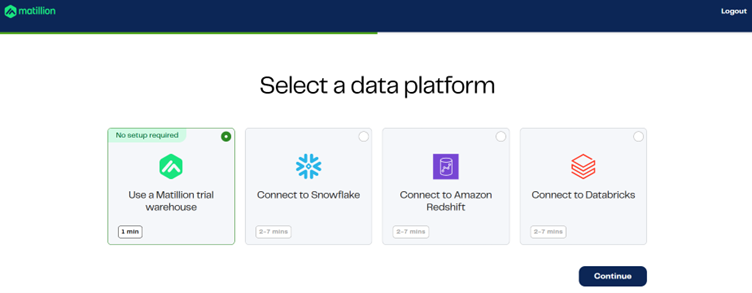 matillion
Logout
Select a data platform
No setup required
Use a Matillion trial
warehouse
1 min
Connect to Snowflake
2-7 mins
Connect to Amazon
Redshift
2-7 mins
Connect to Databricks
2-7 mins
Continue